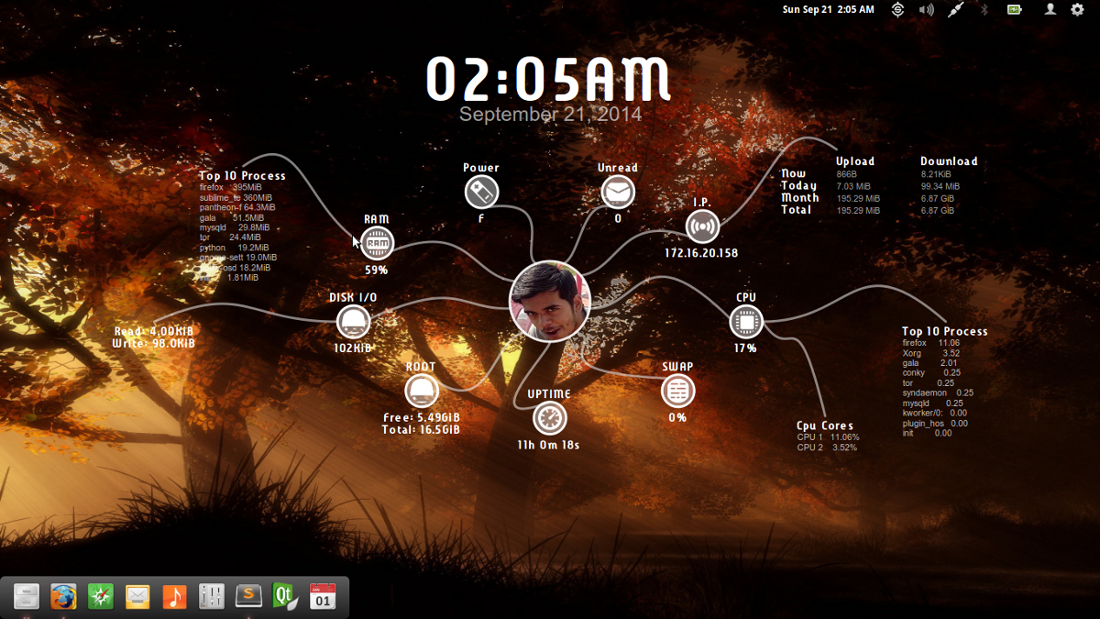 Sun Sep 21 2:05 AM
02:05AM
September 21, 2014
Power
F
Unread
0
I.P.
172.16.20.158
Upload Download
Now 866B 8.21KiB
Today 7.03 MiB 99.34 MiB
Month 195.29 MiB 6.87 GiB
Total 195.29 MiB 6.87 GiB
Top 10 Process
firefox 395MiB
sublime_te 360MiB
pantheon-f 64.3MiB
gala 51.5MiB
mysqld 29.8MiB
tor 24.4MiB
python 19.2MiB
gnome-sett 19.0MiB
osd 18.2MiB
1.81MiB
RAM
RAM
59%
DISK I/O
102KiB
Read: 4.00KiB
Write: 98.0KiB
ROOT
Free: 5.49GiB
Total: 16.5GiB
UPTIME
11h 0m 18s
SWAP
0%
CPU
17%
Top 10 Process
firefox 11.06
Xorg 3.52
gala 2.01
conky 0.25
tor 0.25
syndaemon 0.25
mysqld 0.25
kworker/0: 0.00
plugin_hos 0.00
init 0.00
Cpu Cores
CPU 1 11.06%
CPU 2 3.52%
S
Qt
01